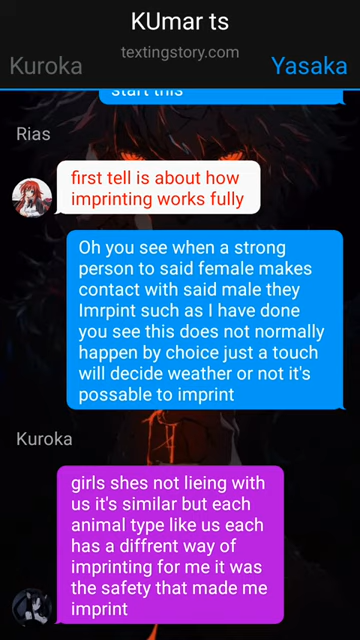 KUmar ts
textingstory.com
Kuroka
Yasaka
start this
Rias
first tell is about how
imprinting works fully
Oh you see when a strong
person to said female makes
contact with said male they
Imrpint such as I have done
you see this does not normally
happen by choice just a touch
will decide weather or not it's
possable to imprint
Kuroka
girls shes not lieing with
us it's similar but each
animal type like us each
has a diffrent way of
imprinting for me it was
the safety that made me
imprint